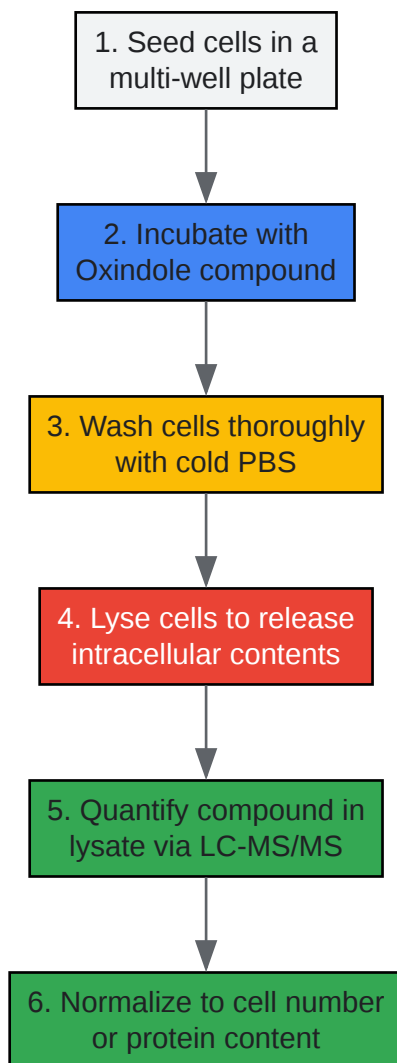 1. Seed cells in a
multi-well plate
2. Incubate with
Oxindole compound
3. Wash cells thoroughly
with cold PBS
4. Lyse cells to release
intracellular contents
5. Quantify compound in
lysate via LC-MS/MS
6. Normalize to cell number
or protein content